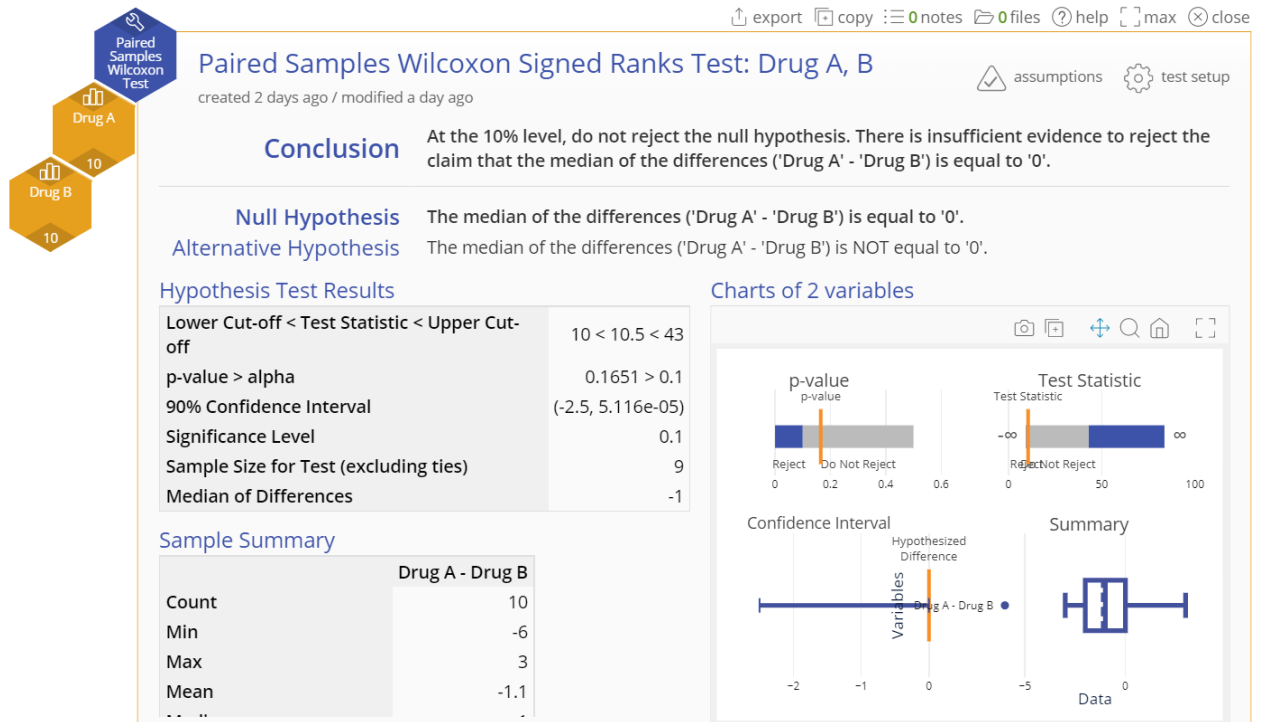 export copy 0 notes 0 files help max close
Paired
Samples
Wilcoxon
Test
Drug A
10
Drug B
10
Paired Samples Wilcoxon Signed Ranks Test: Drug A, B
created 2 days ago / modified a day ago
assumptions test setup
Conclusion
At the 10% level, do not reject the null hypothesis. There is insufficient evidence to reject the
claim that the median of the differences ('Drug A' - 'Drug B') is equal to '0'.
Null Hypothesis The median of the differences ('Drug A' - 'Drug B') is equal to '0'.
Alternative Hypothesis The median of the differences ('Drug A' - 'Drug B') is NOT equal to '0'.
Hypothesis Test Results
Lower Cut-off < Test Statistic < Upper Cut-
off 10 < 10.5 < 43
p-value > alpha 0.1651 > 0.1
90% Confidence Interval (-2.5, 5.116e-05)
Significance Level 0.1
Sample Size for Test (excluding ties) 9
Median of Differences -1
Sample Summary
Drug A - Drug B
Count 10
Min -6
Max 3
Mean -1.1
Charts of 2 variables
p-value
p-value
Reject Do Not Reject
0 0.2 0.4 0.6
Test Statistic
Test Statistic
-∞ ∞
Not Reject
0 50 100
Confidence Interval
Hypothesized
Difference
Variables
Drug A - Drug B
−2 −1 0
Summary
−5 0
Data